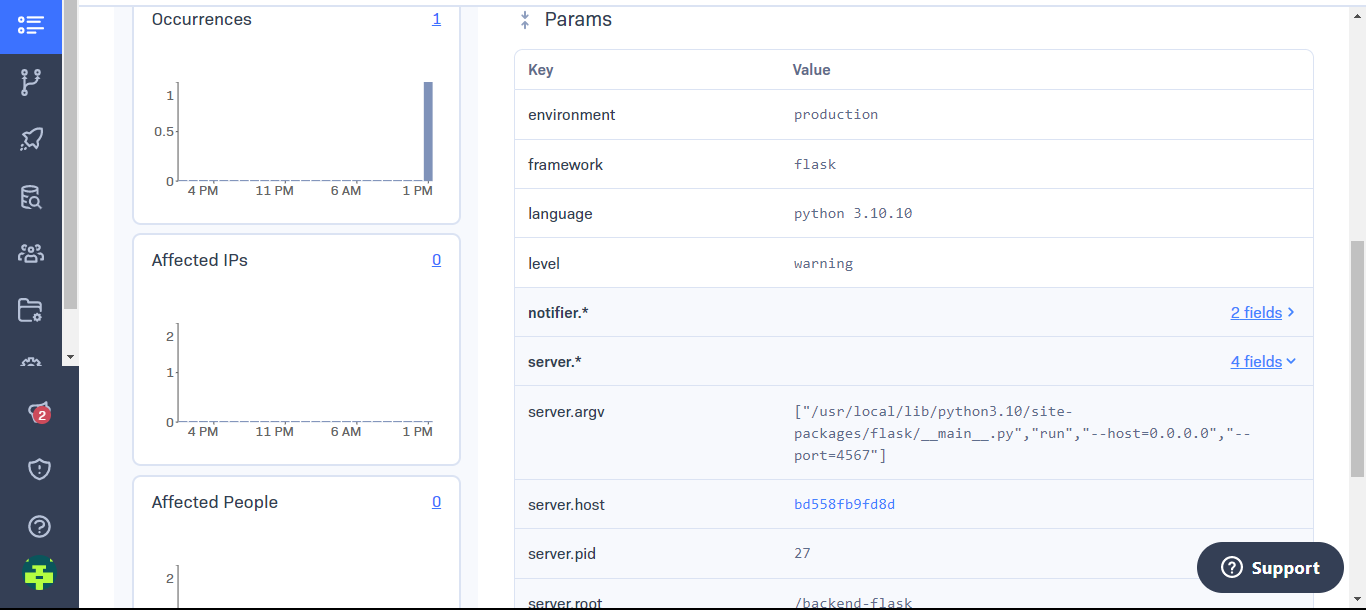 Occurrences
1
1
0.5
0
4 PM
11 PM
6 AM
1 PM
Affected IPs
0
2
1
0
4 PM
11 PM
6 AM
1 PM
Affected People
0
2
2
Params
Key
Value
environment
production
framework
flask
language
python 3.10.10
level
warning
notifier.*
2 fields
server.*
4 fields
server.argv
["/usr/local/lib/python3.10/site-
packages/flask/__main__.py","run","--host=0.0.0.0","--
port=4567"]
server.host
bd558fb9fd8d
server.pid
27
server.root
/backend-flask
Support